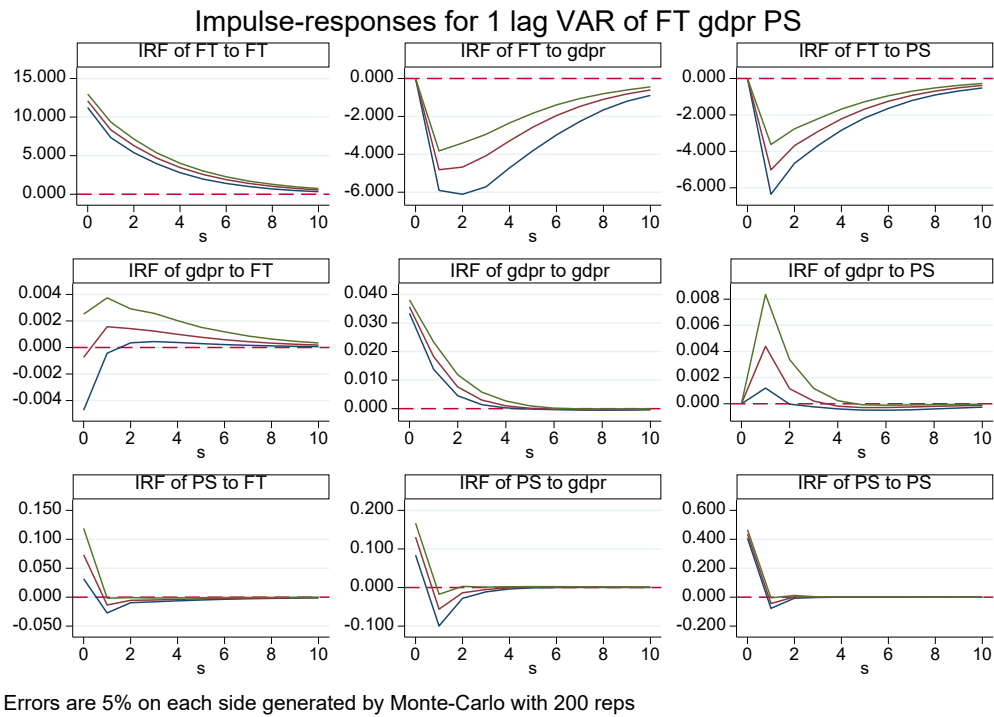 Impulse-responses for 1 lag VAR of FT gdpr PS
IRF of FT to FT
15.000
10.000
5.000
0.000
0 2 4 6 8 10
s
IRF of FT to gdpr
0.000
-2.000
-4.000
-6.000
0 2 4 6 8 10
s
IRF of FT to PS
0.000
-2.000
-4.000
-6.000
0 2 4 6 8 10
s
IRF of gdpr to FT
0.004
0.002
0.000
-0.002
-0.004
0 2 4 6 8 10
s
IRF of gdpr to gdpr
0.040
0.030
0.020
0.010
0.000
0 2 4 6 8 10
s
IRF of gdpr to PS
0.008
0.006
0.004
0.002
0.000
0 2 4 6 8 10
s
IRF of PS to FT
0.150
0.100
0.050
0.000
-0.050
0 2 4 6 8 10
s
IRF of PS to gdpr
0.200
0.100
0.000
-0.100
0 2 4 6 8 10
s
IRF of PS to PS
0.600
0.400
0.200
0.000
-0.200
0 2 4 6 8 10
s
Errors are 5% on each side generated by Monte-Carlo with 200 reps